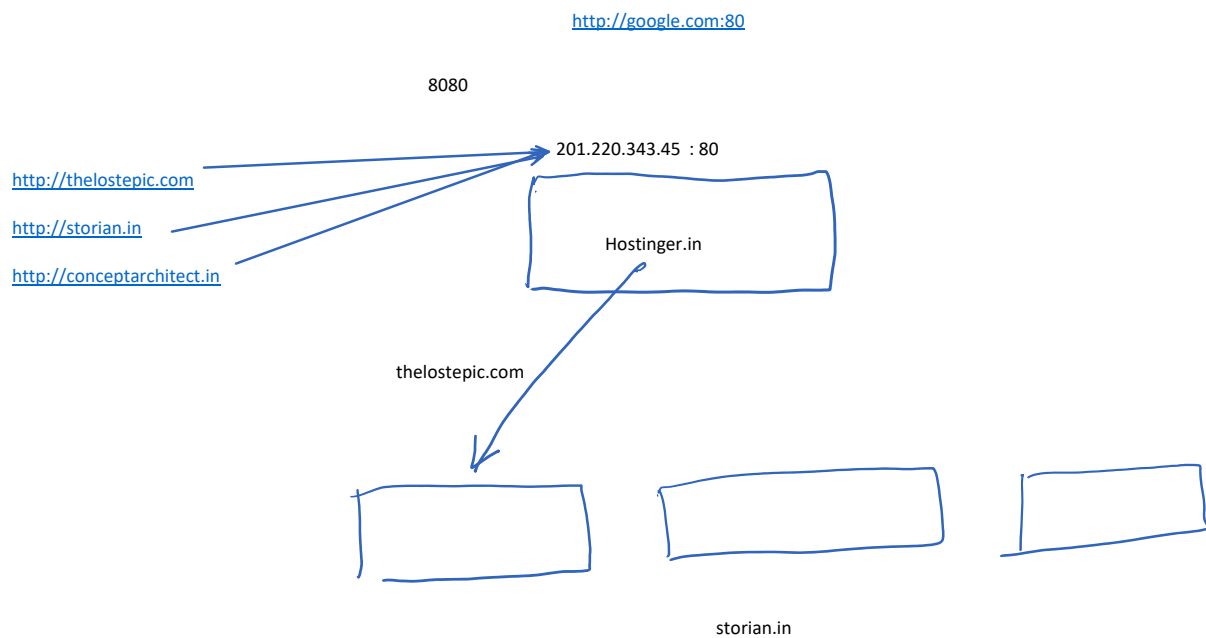 http://google.com:80
8080
201.220.343.45 : 80
http://thelostepic.com
http://storian.in
http://conceptarchitect.in
Hostinger.in
thelostepic.com
storian.in